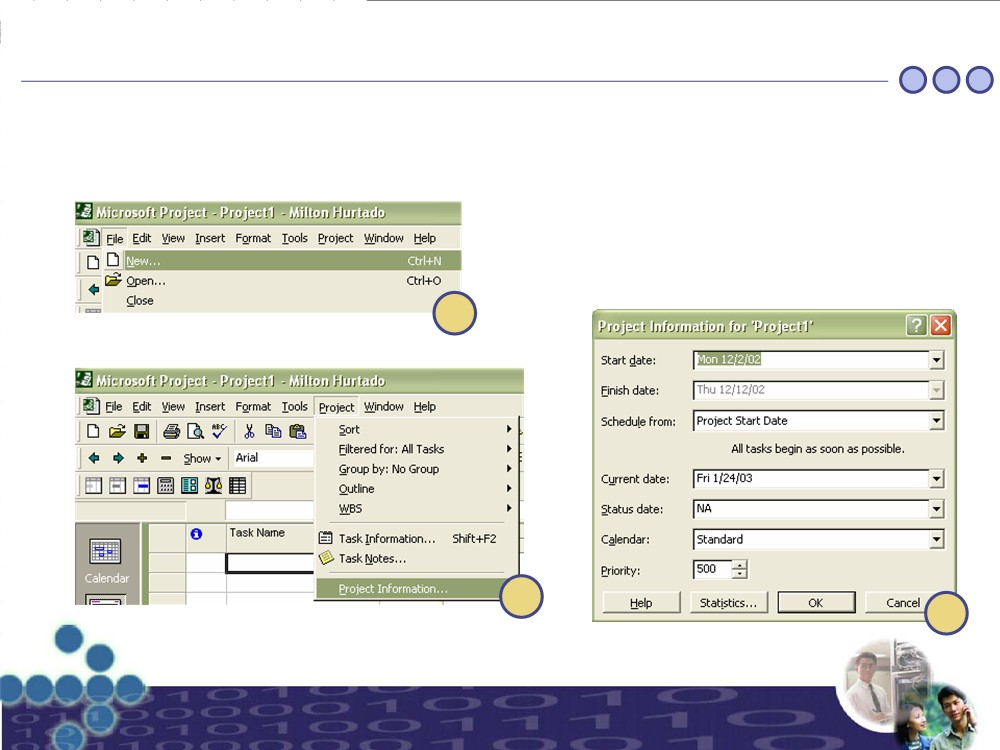 Microsoft Project - Project1 - Milton Hurtado
File Edit View Insert Format Tools Project Window Help
New... Ctrl+N
Open... Ctrl+O
Close
Microsoft Project - Project1 - Milton Hurtado
File Edit View Insert Format Tools Project Window Help
Sort
Show Arial
Filtered for: All Tasks
Group by: No Group
Outline
WBS
Task Name
Task Information... Shift+F2
Task Notes...
Calendar
Project Information...
Project Information for 'Project1'
Start date: Mon 12/2/02
Finish date: Thu 12/12/02
Schedule from: Project Start Date
All tasks begin as soon as possible.
Current date: Fri 1/24/03
Status date: NA
Calendar: Standard
Priority: 500
Help Statistics... OK Cancel